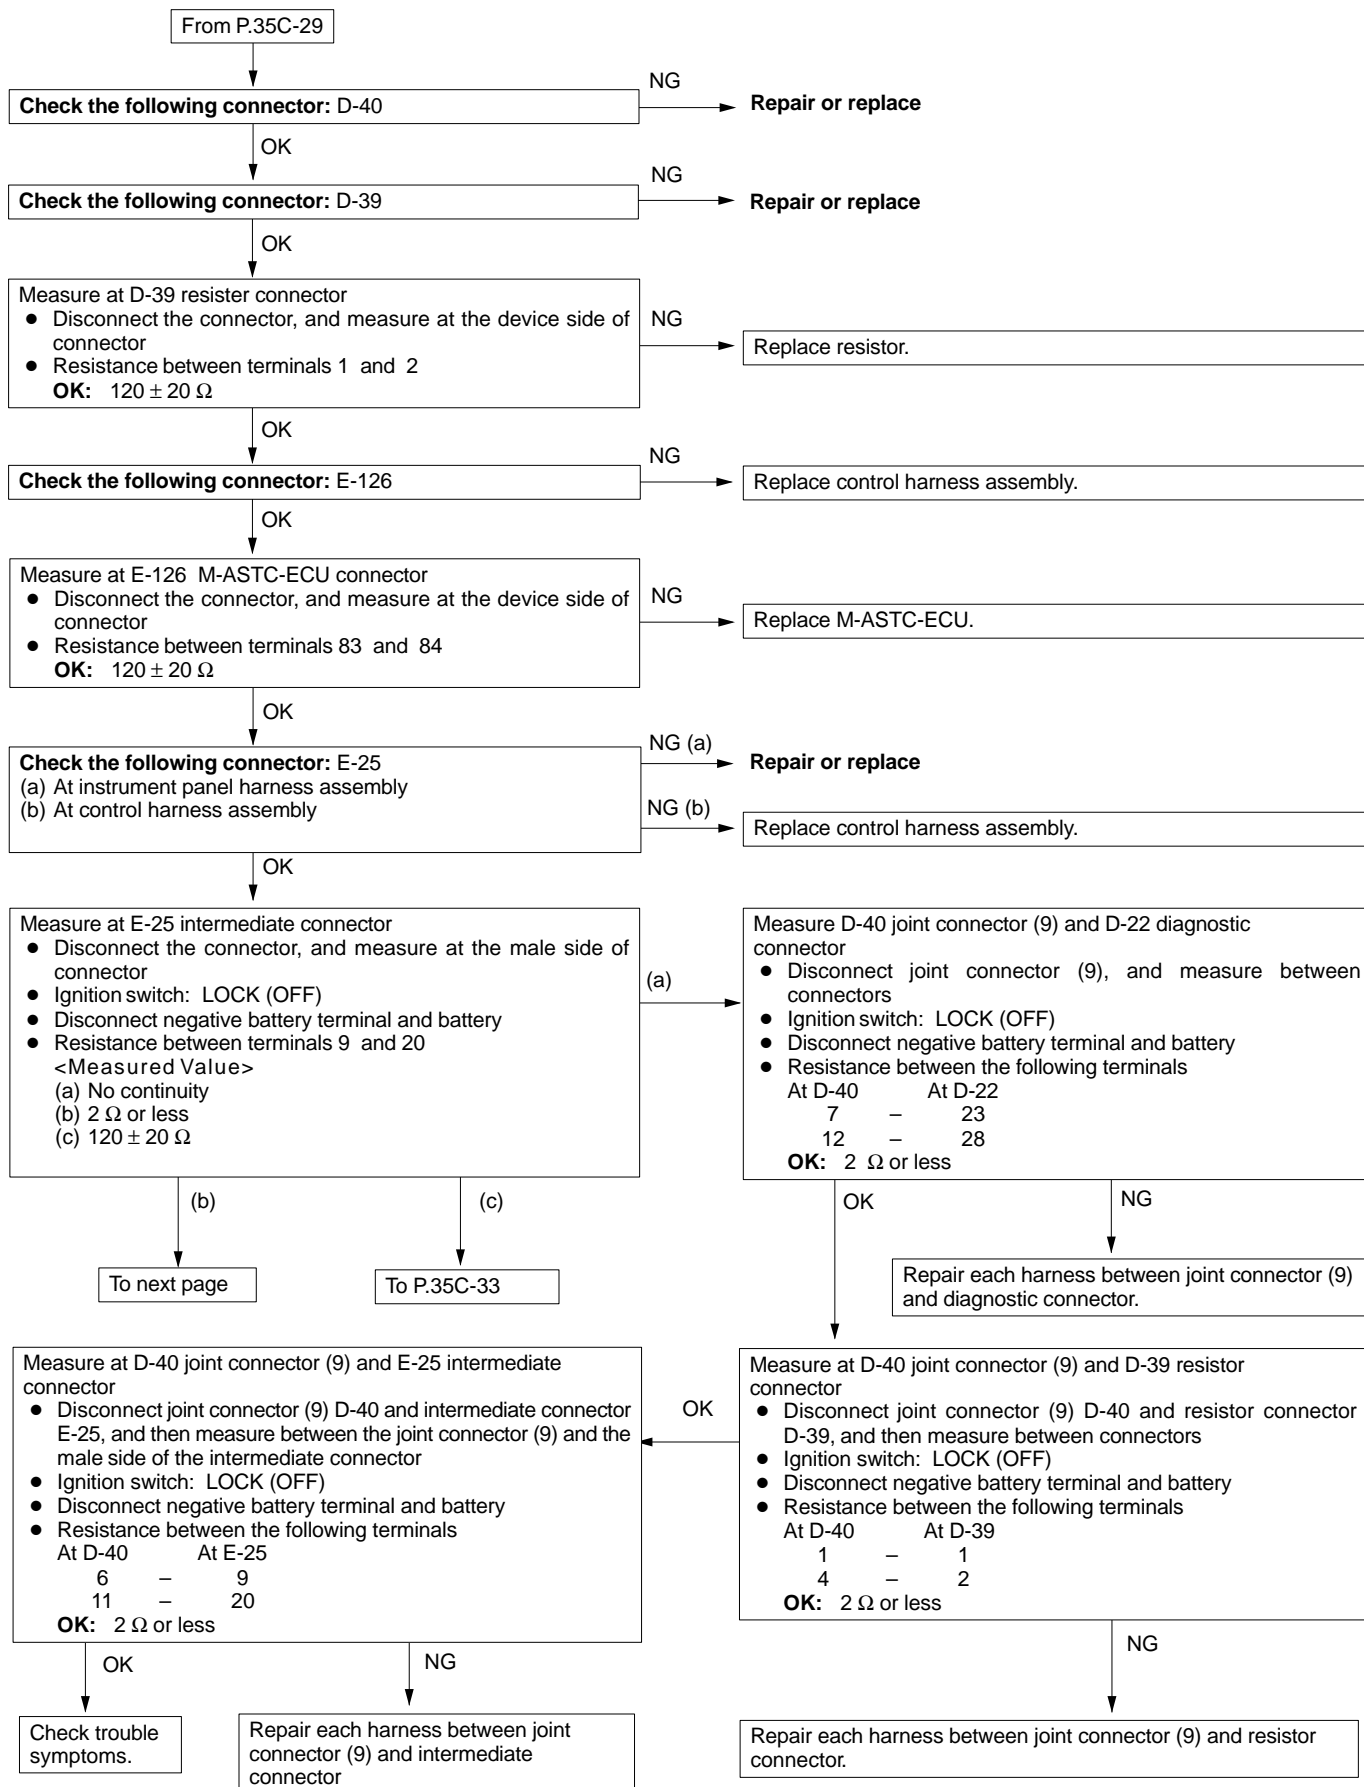 From P.35C-29
NG
Check the following connector: D-40
Repair or replace
OK
NG
Check the following connector: D-39
Repair or replace
OK
Measure at D-39 resister connector
● Disconnect the connector, and measure at the device side of
connector
● Resistance between terminals 1 and 2
OK: 120 ± 20 Ω
NG
Replace resistor.
OK
NG
Check the following connector: E-126
Replace control harness assembly.
OK
Measure at E-126 M-ASTC-ECU connector
● Disconnect the connector, and measure at the device side of
connector
● Resistance between terminals 83 and 84
OK: 120 ± 20 Ω
NG
Replace M-ASTC-ECU.
OK
Check the following connector: E-25
(a) At instrument panel harness assembly
(b) At control harness assembly
NG (a)
Repair or replace
NG (b)
Replace control harness assembly.
OK
Measure at E-25 intermediate connector
● Disconnect the connector, and measure at the male side of
connector
● Ignition switch: LOCK (OFF)
● Disconnect negative battery terminal and battery
● Resistance between terminals 9 and 20
<Measured Value>
(a) No continuity
(b) 2 Ω or less
(c) 120 ± 20 Ω
(a)
Measure D-40 joint connector (9) and D-22 diagnostic
connector
● Disconnect joint connector (9), and measure between
connectors
● Ignition switch: LOCK (OFF)
● Disconnect negative battery terminal and battery
● Resistance between the following terminals
At D-40 At D-22
7 – 23
12 – 28
OK: 2 Ω or less
(b)
(c)
OK
NG
To next page
To P.35C-33
Repair each harness between joint connector (9)
and diagnostic connector.
Measure at D-40 joint connector (9) and E-25 intermediate
connector
● Disconnect joint connector (9) D-40 and intermediate connector
E-25, and then measure between the joint connector (9) and the
male side of the intermediate connector
● Ignition switch: LOCK (OFF)
● Disconnect negative battery terminal and battery
● Resistance between the following terminals
At D-40 At E-25
6 – 9
11 – 20
OK: 2 Ω or less
OK
Measure at D-40 joint connector (9) and D-39 resistor
connector
● Disconnect joint connector (9) D-40 and resistor connector
D-39, and then measure between connectors
● Ignition switch: LOCK (OFF)
● Disconnect negative battery terminal and battery
● Resistance between the following terminals
At D-40 At D-39
1 – 1
4 – 2
OK: 2 Ω or less
OK
NG
NG
Check trouble
symptoms.
Repair each harness between joint
connector (9) and intermediate
connector
Repair each harness between joint connector (9) and resistor
connector.